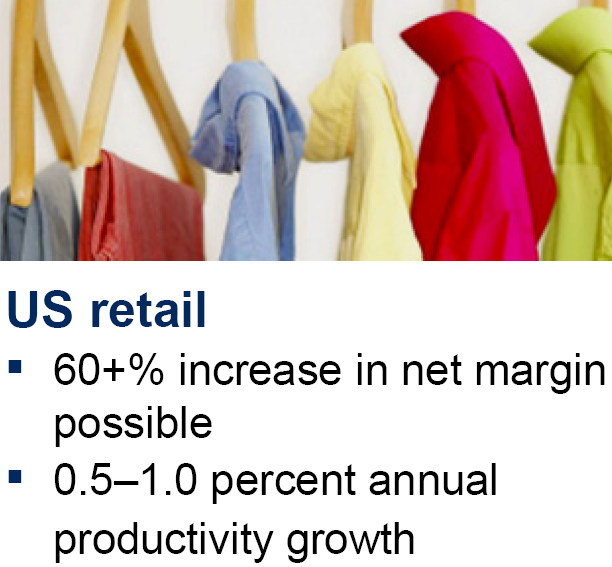 US retail
▪ 60+% increase in net margin
possible
▪ 0.5–1.0 percent annual
productivity growth